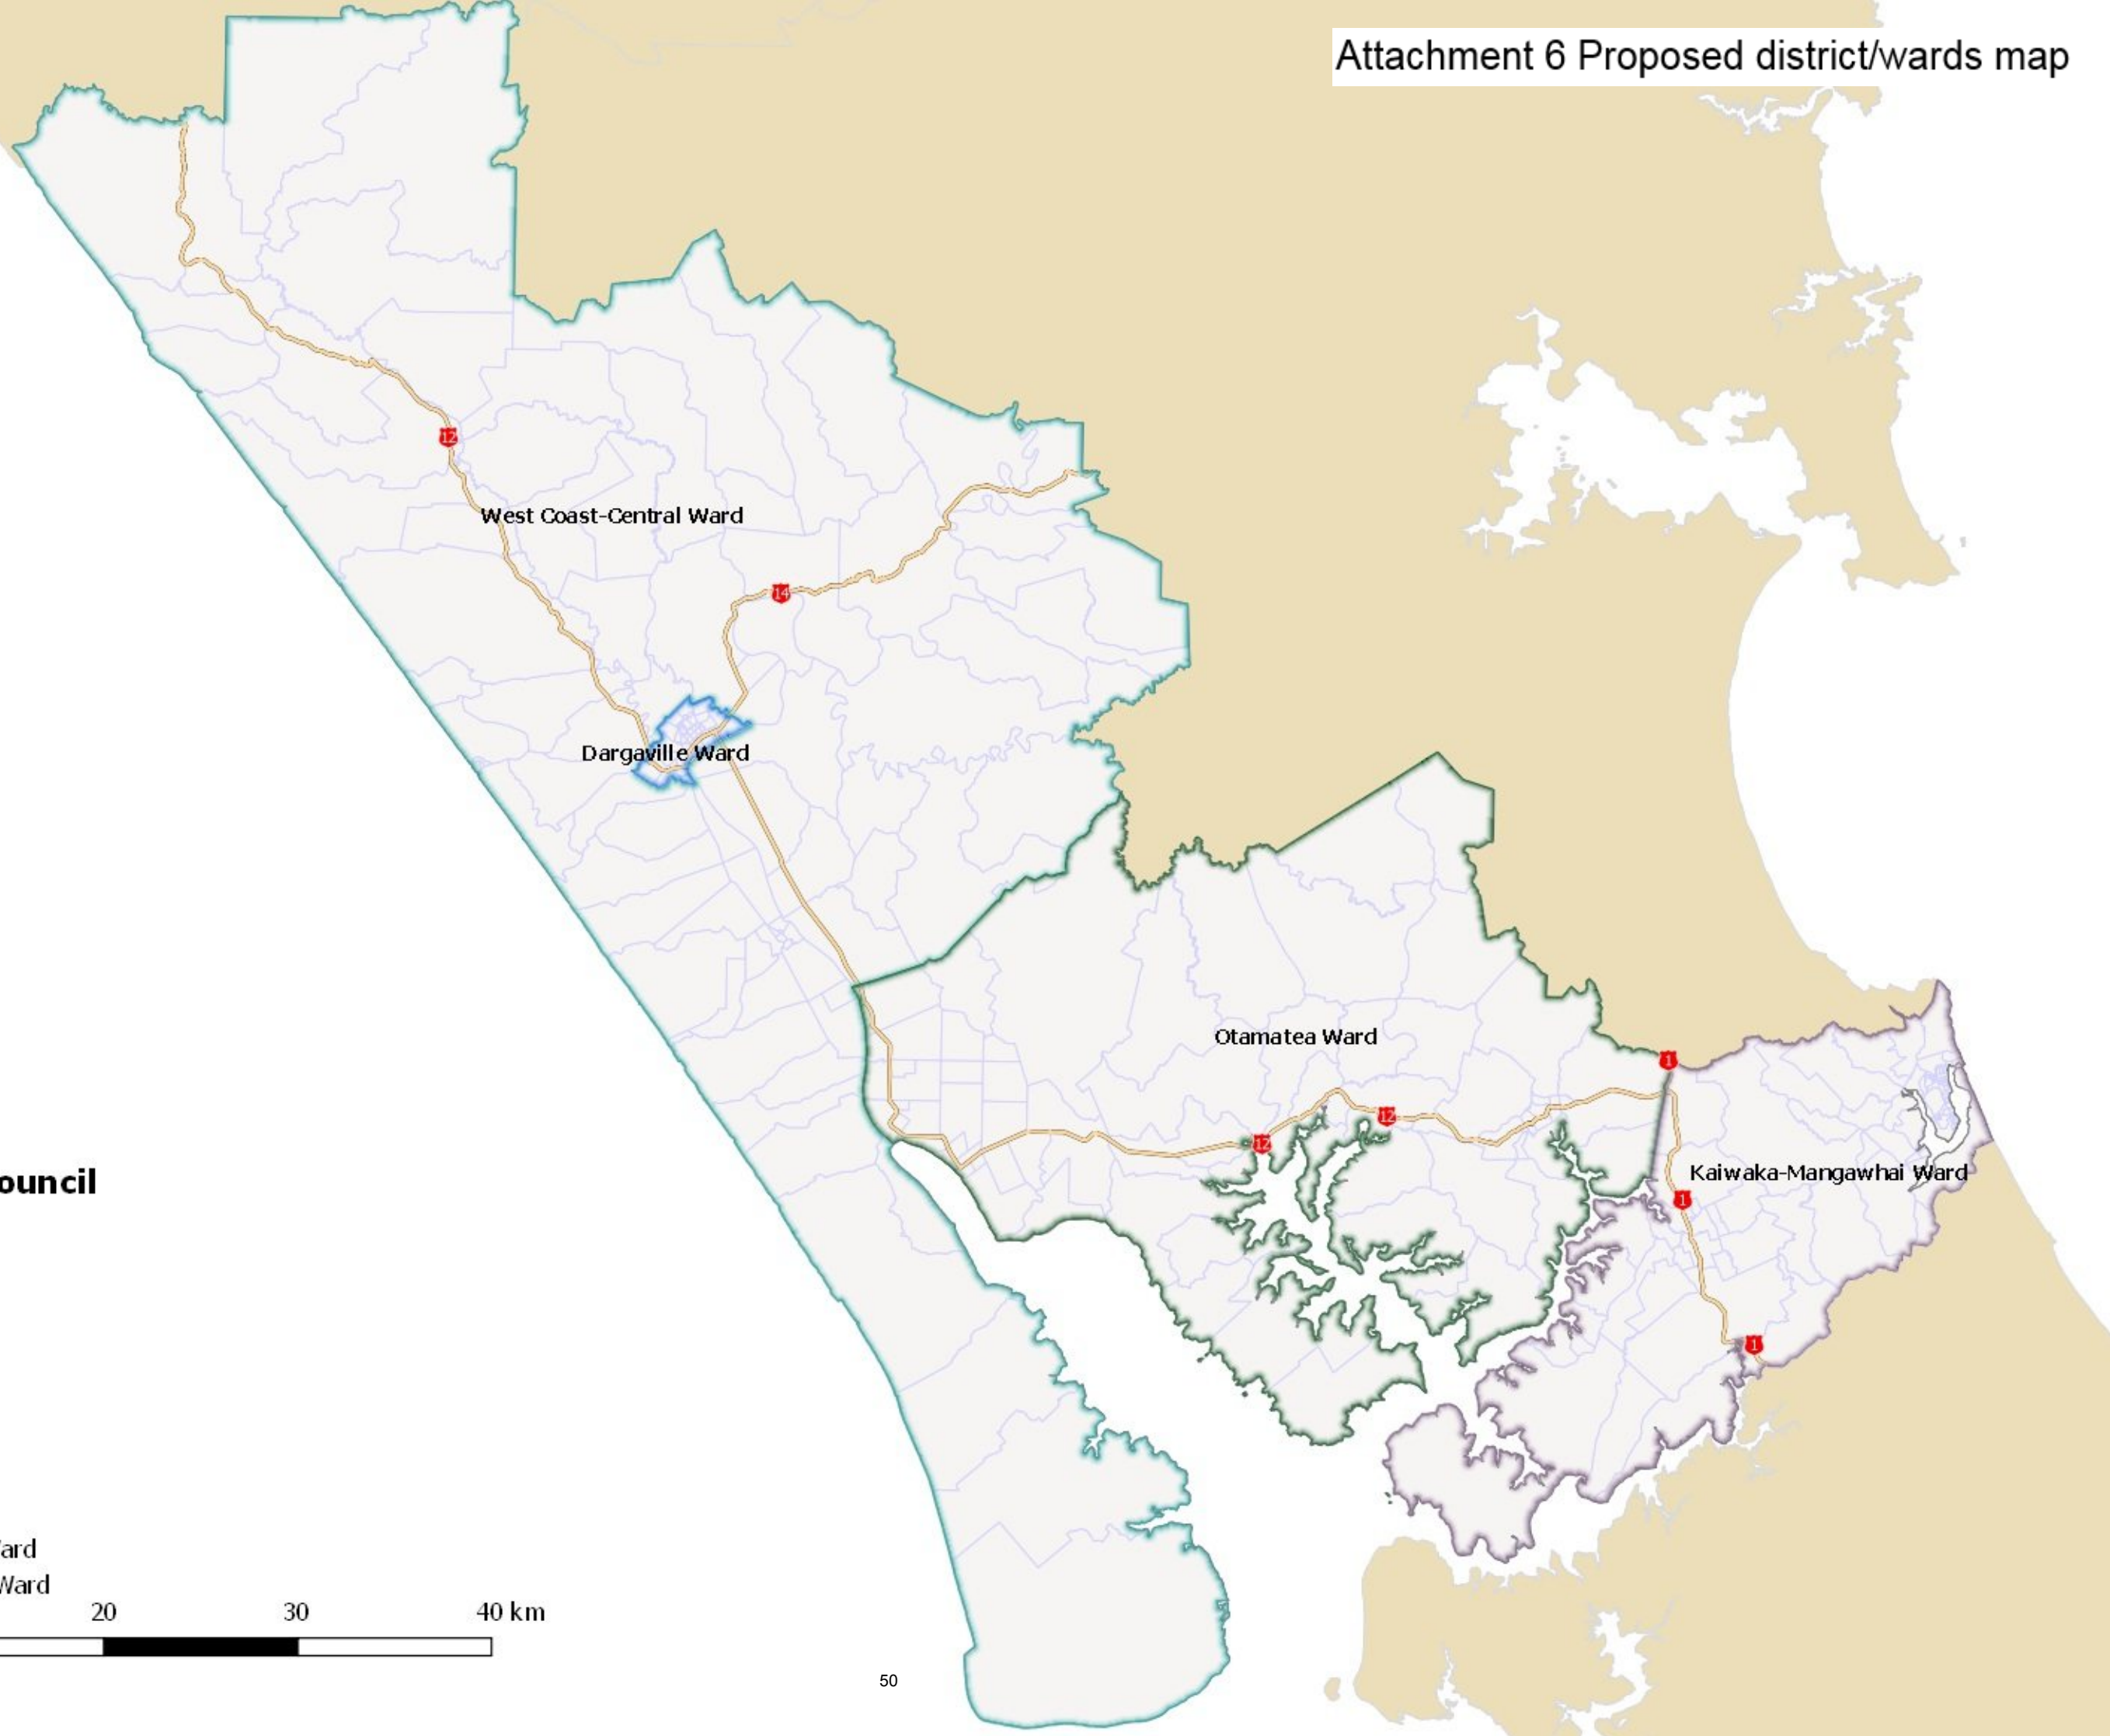 Attachment 6 Proposed district/wards map
12
West Coast-Central Ward
14
Dargaville Ward
Otamatea Ward
1
12
12
Kaiwaka-Mangawhai Ward
1
ouncil
1
ard
Ward
20 30 40 km
50